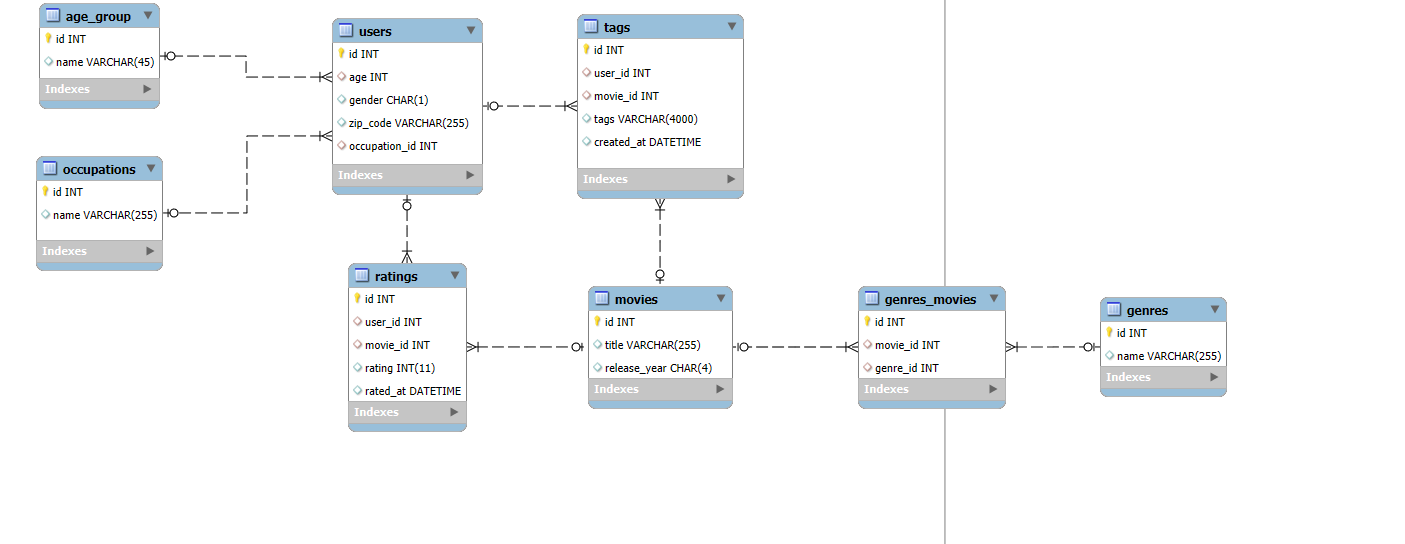 age_group
id INT
name VARCHAR(45)
Indexes
users
id INT
age INT
gender CHAR(1)
zip_code VARCHAR(255)
occupation_id INT
Indexes
tags
id INT
user_id INT
movie_id INT
tags VARCHAR(4000)
created_at DATETIME
Indexes
occupations
id INT
name VARCHAR(255)
Indexes
ratings
id INT
user_id INT
movie_id INT
rating INT(11)
rated_at DATETIME
Indexes
movies
id INT
title VARCHAR(255)
release_year CHAR(4)
Indexes
genres_movies
id INT
movie_id INT
genre_id INT
Indexes
genres
id INT
name VARCHAR(255)
Indexes